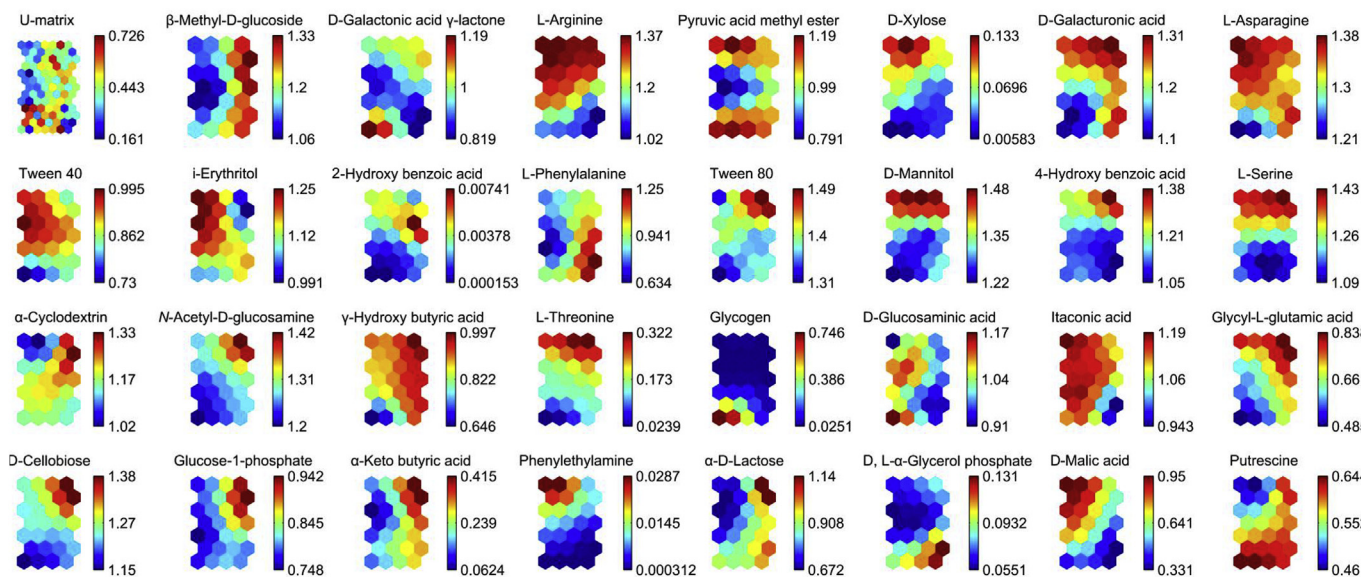 U-matrix
0.726
0.443
0.161
β-Methyl-D-glucoside
1.33
1.2
1.06
D-Galactonic acid γ-lactone
1.19
1
0.819
L-Arginine
1.37
1.2
1.02
Pyruvic acid methyl ester
1.19
0.99
0.791
D-Xylose
0.133
0.0696
0.00583
D-Galacturonic acid
1.31
1.2
1.1
L-Asparagine
1.38
1.3
1.21
Tween 40
0.995
0.862
0.73
i-Erythritol
1.25
1.12
0.991
2-Hydroxy benzoic acid
0.00741
0.00378
0.000153
L-Phenylalanine
1.25
0.941
0.634
Tween 80
1.49
1.4
1.31
D-Mannitol
1.48
1.35
1.22
4-Hydroxy benzoic acid
1.38
1.21
1.05
L-Serine
1.43
1.26
1.09
α-Cyclodextrin
1.33
1.17
1.02
N-Acetyl-D-glucosamine
1.42
1.31
1.2
γ-Hydroxy butyric acid
0.997
0.822
0.646
L-Threonine
0.322
0.173
0.0239
Glycogen
0.746
0.386
0.0251
D-Glucosaminic acid
1.17
1.04
0.91
Itaconic acid
1.19
1.06
0.943
Glycyl-L-glutamic acid
0.83
0.66
D-Cellobiose
1.38
1.27
1.15
Glucose-1-phosphate
0.942
0.845
0.748
α-Keto butyric acid
0.415
0.239
0.0624
Phenylethylamine
0.0287
0.0145
0.000312
α-D-Lactose
1.14
0.908
0.672
D, L-α-Glycerol phosphate
0.131
0.0932
0.0551
D-Malic acid
0.95
0.641
0.331
Putrescine
0.46